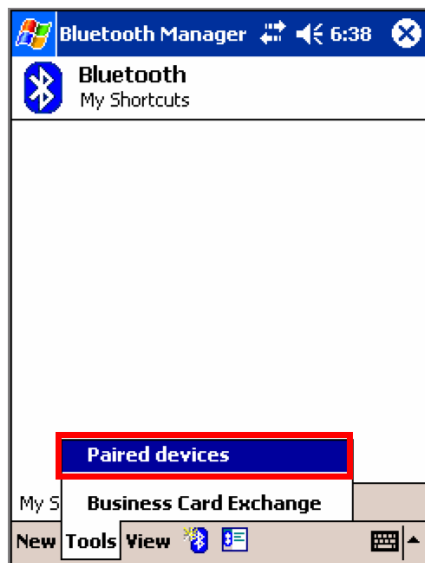 Bluetooth Manager 6:38
Bluetooth
My Shortcuts
Paired devices
My S
Business Card Exchange
New Tools View